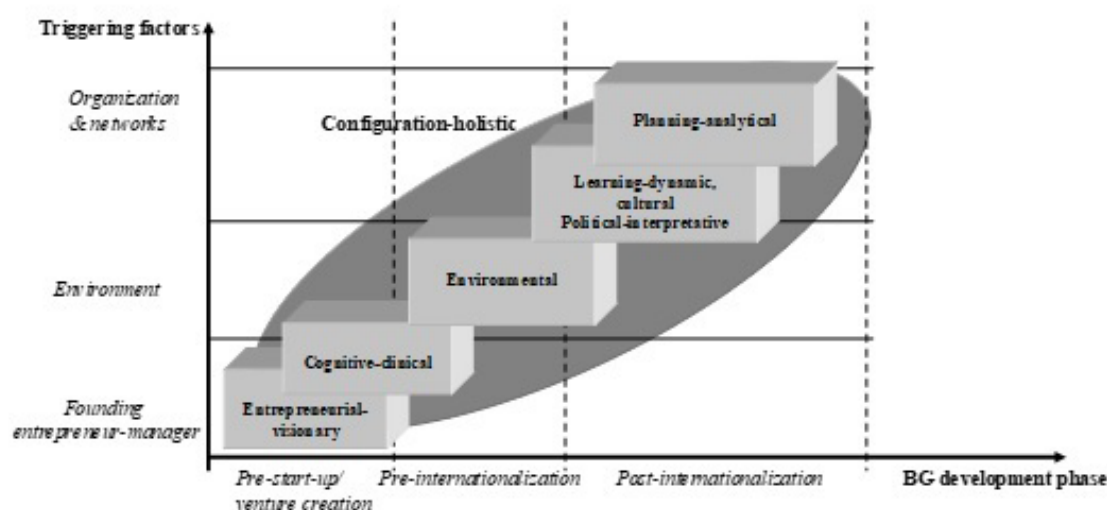 Triggering factors
Organization
& networks
Configuration-holistic
Planning-analytical
Learning-dynamic,
cultural
Political-interpretative
Environment
Environmental
Cognitive-clinical
Founding
entrepreneur-manager
Entrepreneurial-
visionary
Pre-start-up/
venture creation
Pre-internationalization
Post-internationalization
BG development phase